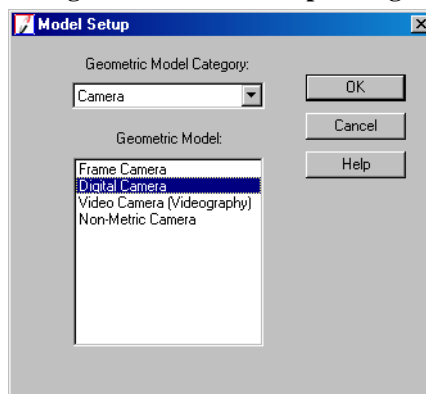 Model Setup
Geometric Model Category:
Camera
OK
Cancel
Help
Geometric Model:
Frame Camera
Digital Camera
Video Camera (Videography)
Non-Metric Camera